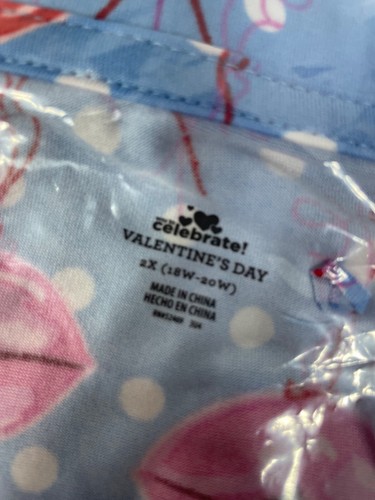 celebrate!
VALENTINE'S DAY
2X (18W-20W)
MADE IN CHINA
HECHO EN CHINA